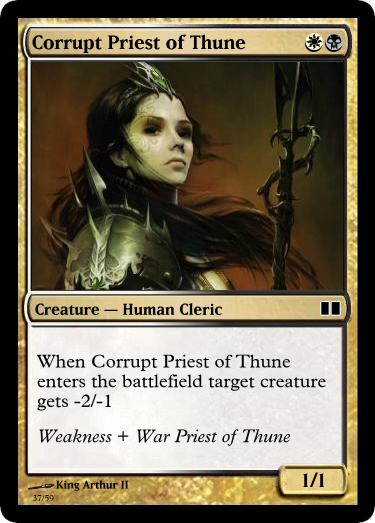 Corrupt Priest of Thune
Creature — Human Cleric
When Corrupt Priest of Thune
enters the battlefield target creature
gets -2/-1
Weakness + War Priest of Thune
1/1
King Arthur II
37/59